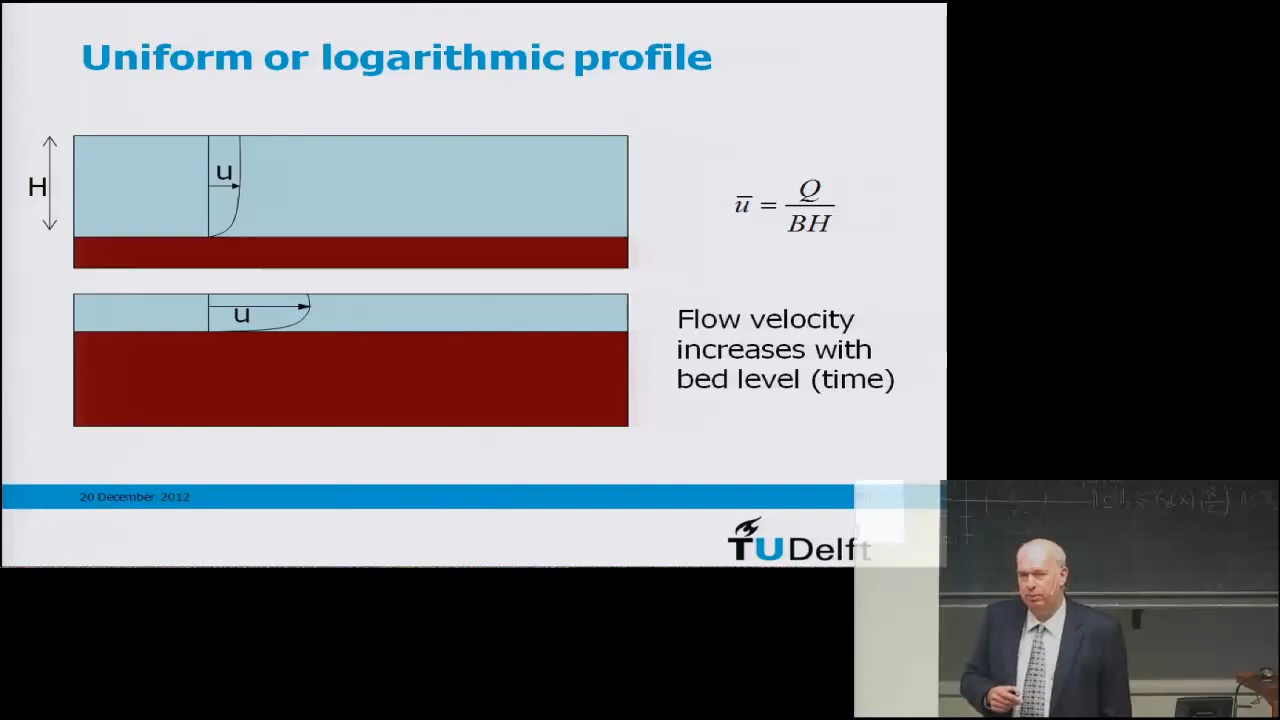 Uniform or logarithmic profile
H
u
u̅ = Q / BH
u
Flow velocity
increases with
bed level (time)
20 December 2012
TUDelft